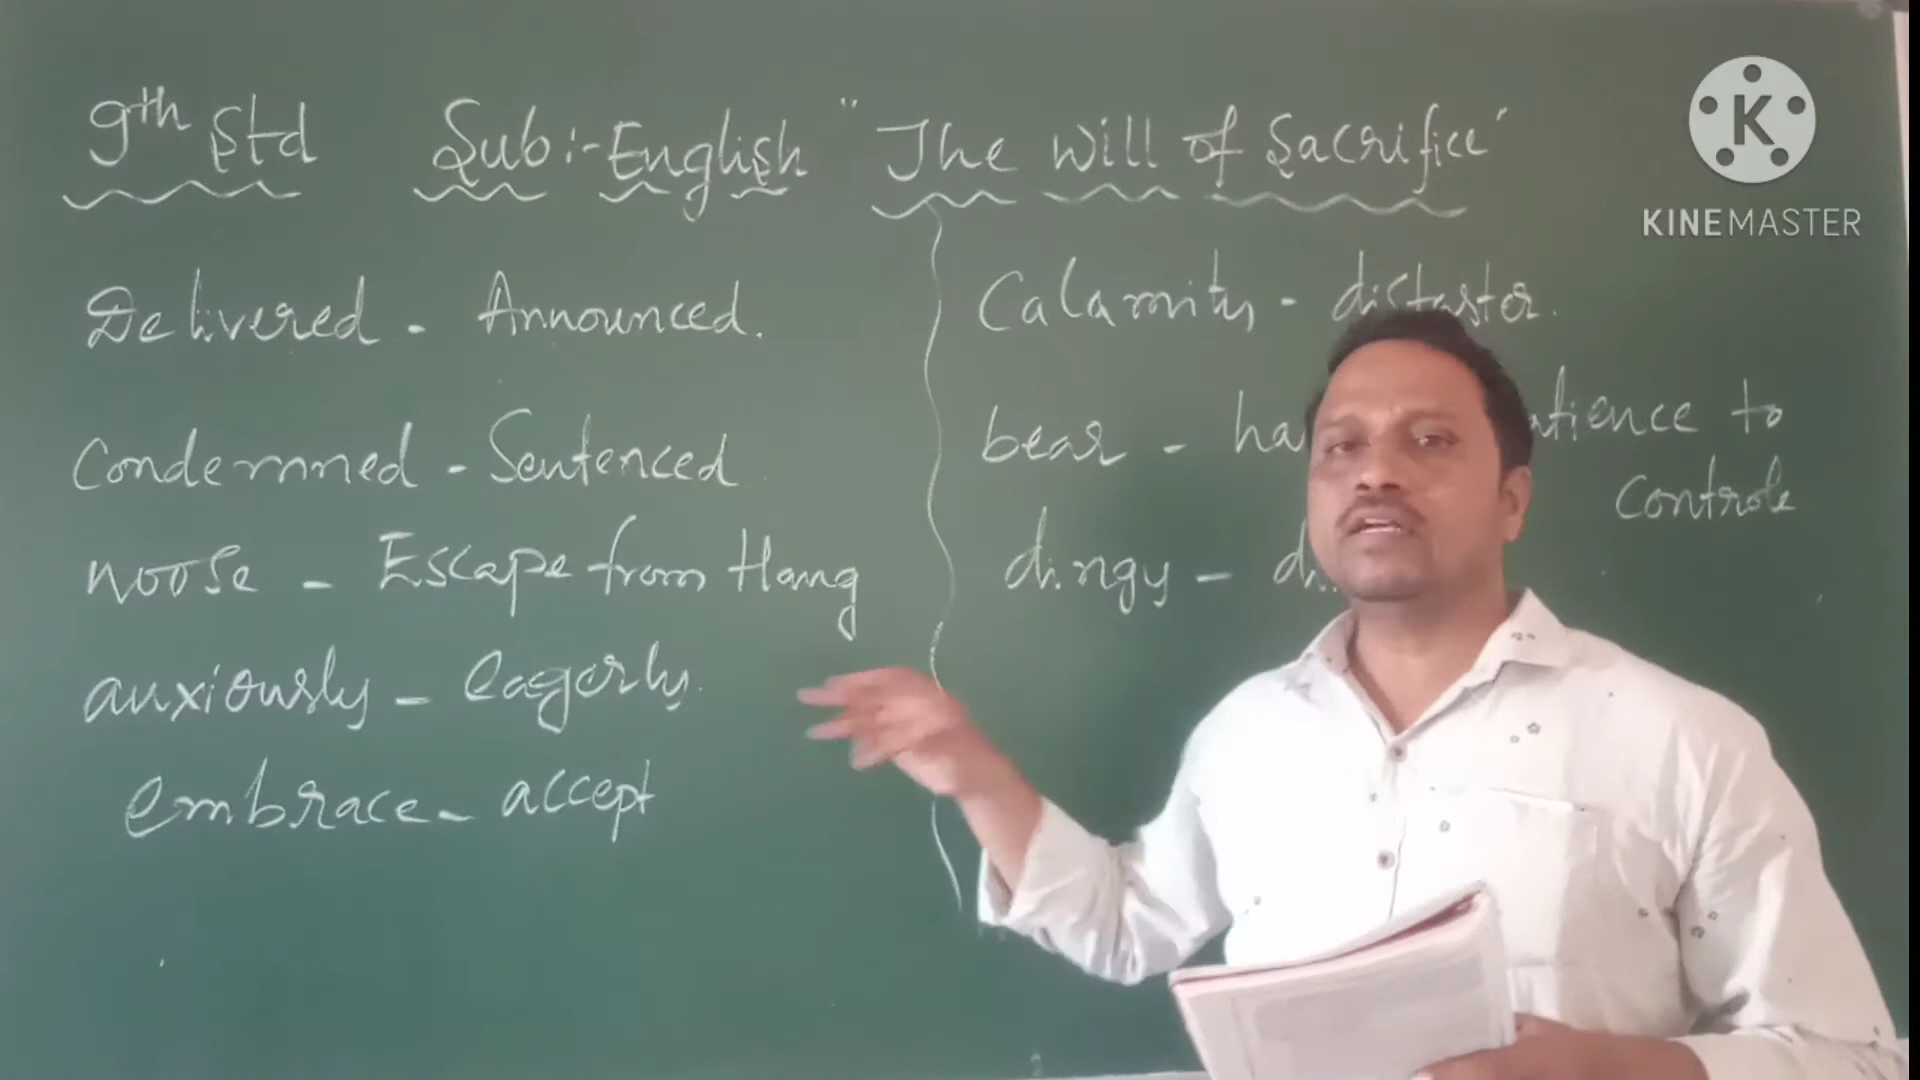 9th Std Sub:- English "The Will of Sacrifice"
Delivered - Announced.
Condemned - Sentenced
noose - Escape from Hang
anxiously - eagerly.
embrace - accept
Calamity - distaster.
bear - to
controle
dingy -
K
KINEMASTER